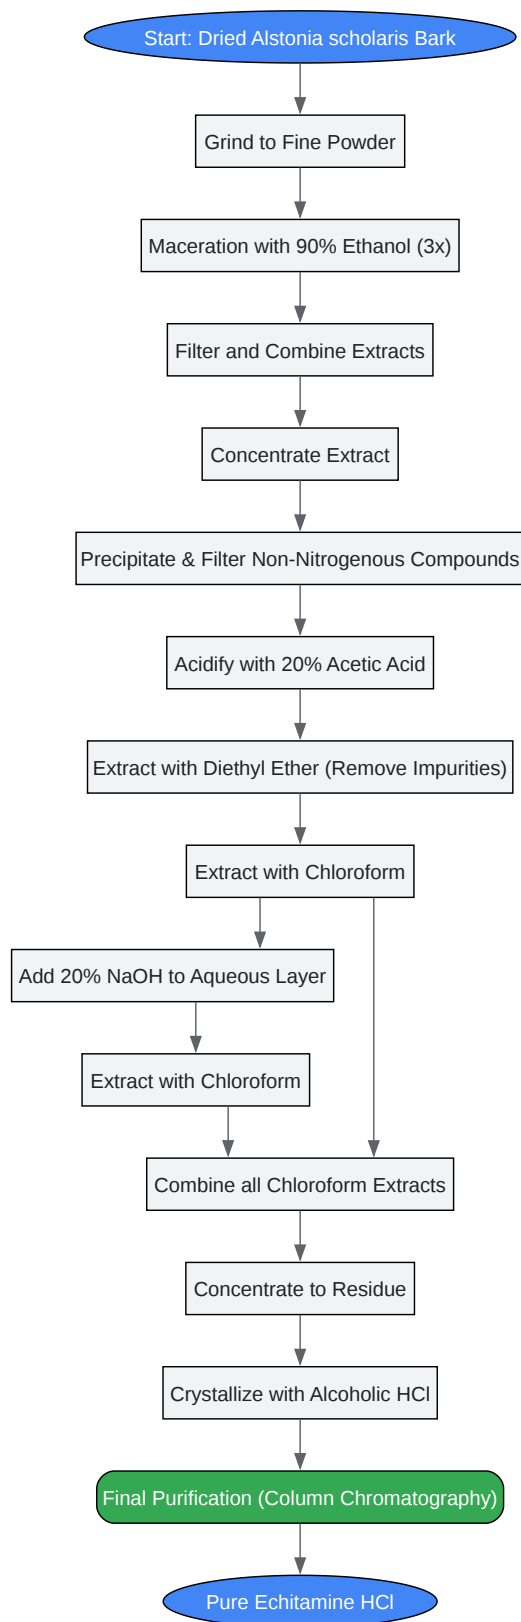 Start: Dried Alstonia scholaris Bark
Grind to Fine Powder
Maceration with 90% Ethanol (3x)
Filter and Combine Extracts
Concentrate Extract
Precipitate & Filter Non-Nitrogenous Compounds
Acidify with 20% Acetic Acid
Extract with Diethyl Ether (Remove Impurities)
Extract with Chloroform
Add 20% NaOH to Aqueous Layer
Extract with Chloroform
Combine all Chloroform Extracts
Concentrate to Residue
Crystallize with Alcoholic HCl
Final Purification (Column Chromatography)
Pure Echitamine HCl